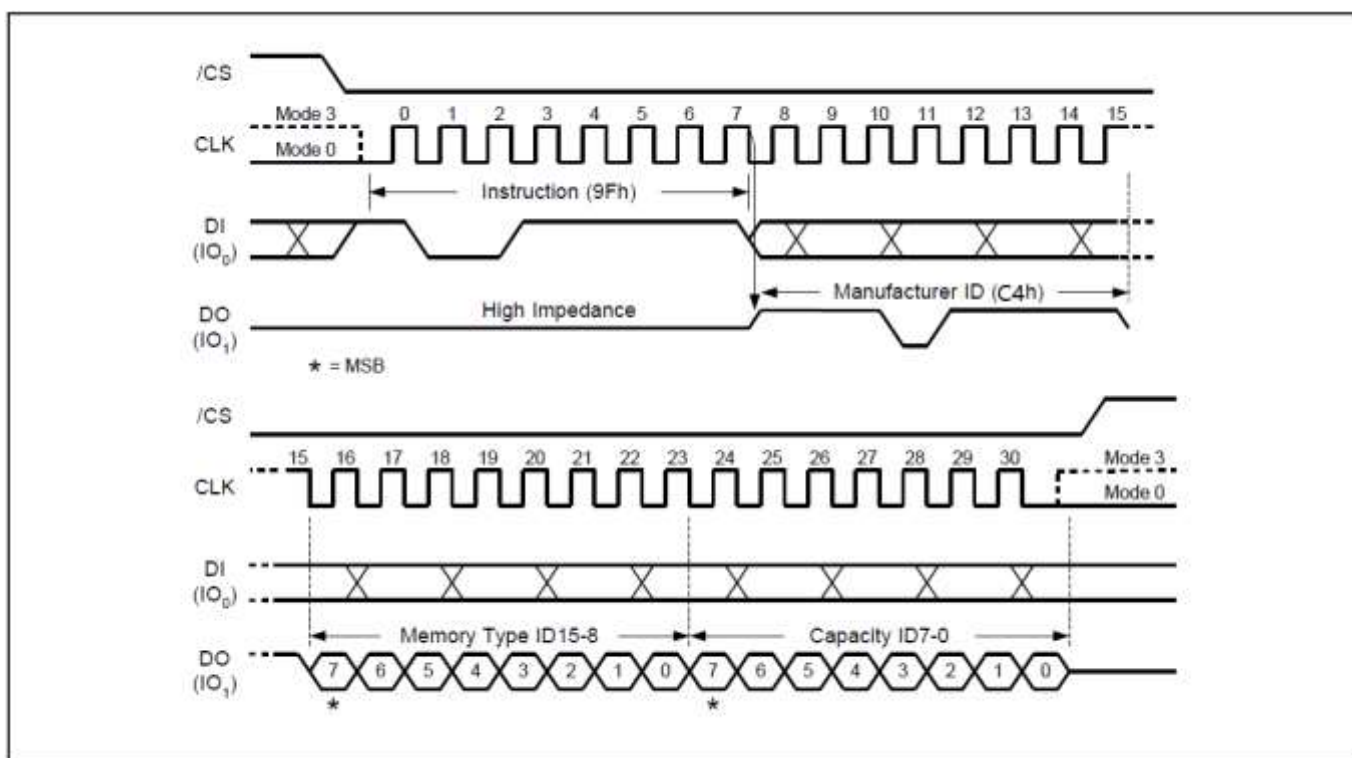 /CS
Mode 3 0 1 2 3 4 5 6 7 8 9 10 11 12 13 14 15
CLK
Mode 0
Instruction (9Fh)
DI
(IO0)
Manufacturer ID (C4h)
High Impedance
DO
(IO1)
* = MSB
/CS
15 16 17 18 19 20 21 22 23 24 25 26 27 28 29 30 Mode 3
CLK
Mode 0
DI
(IO0)
Memory Type ID15-8 Capacity ID7-0
DO 7 6 5 4 3 2 1 0 7 6 5 4 3 2 1 0
(IO1)
* *